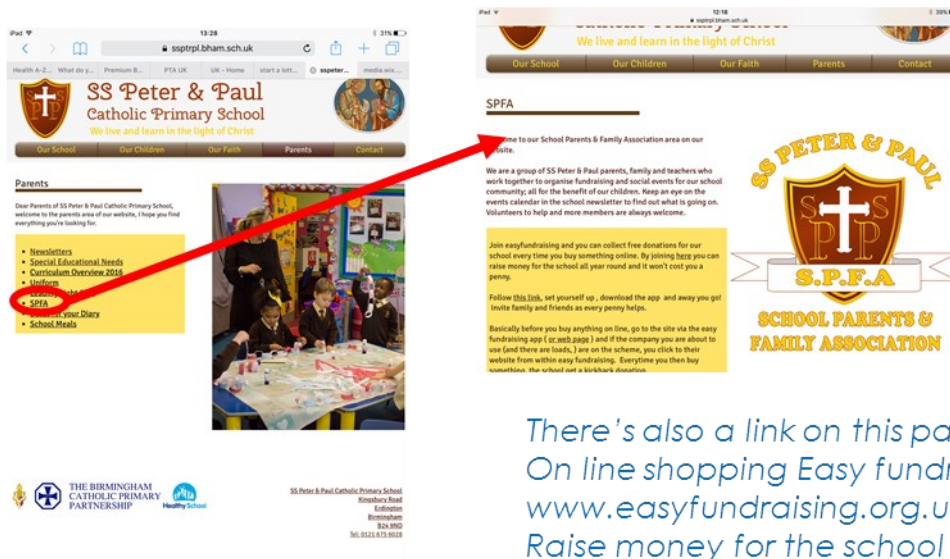 iPad
13:28
31%
ssptrpl.bham.sch.uk
Health A-Z...
What do y...
Premium B...
PTA UK
UK - Home
start a lott...
sspeter...
media.wix....
S S
P P
SS Peter & Paul
Catholic Primary School
We live and learn in the light of Christ
Our School
Our Children
Our Faith
Parents
Contact
Parents
Dear Parents of SS Peter & Paul Catholic Primary School,
welcome to the parents area of our website, I hope you find
everything you're looking for.
Newsletters
Special Educational Needs
Curriculum Overview 2016
Uniform
SPFA
your Diary
School Meals
THE BIRMINGHAM
CATHOLIC PRIMARY
PARTNERSHIP
Healthy School
SS Peter & Paul Catholic Primary School
Kingsbury Road
Erdington
Birmingham
B24 9ND
Tel: 0121 675 6028
iPad
12:18
ssptrpl.bham.sch.uk
We live and learn in the light of Christ
Our School
Our Children
Our Faith
Parents
Contact
SPFA
to our School Parents & Family Association area on our
We are a group of SS Peter & Paul parents, family and teachers who
work together to organise fundraising and social events for our school
community; all for the benefit of our children. Keep an eye on the
events calendar in the school newsletter to find out what is going on.
Volunteers to help and more members are always welcome.
Join easyfundraising and you can collect free donations for our
school every time you buy something online. By joining here you can
raise money for the school all year round and it won't cost you a
penny.
Follow this link, set yourself up , download the app and away you go!
Invite family and friends as every penny helps.
Basically before you buy anything on line, go to the site via the easy
fundraising app ( or web page ) and if the company you are about to
use (and there are loads, ) are on the scheme, you click to their
website from within easy fundraising. Everytime you then buy
something, the school get a kickback donation.
SS PETER & PAUL
S S
P P
S.P.F.A
SCHOOL PARENTS &
FAMILY ASSOCIATION
There's also a link on this pa
On line shopping Easy fundr
www.easyfundraising.org.u
Raise money for the school